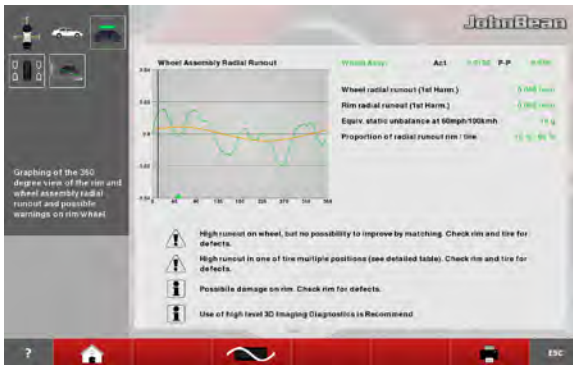 JohnBean
Wheel Assembly Radial Runout
Wheel Assy: Act P-P
Wheel radial runout (1st Harm.)
Rim radial runout (1st Harm.)
Equiv. static unbalance at 60mph/100kmh
Proportion of radial runout rim / tire
Graphing of the 360
degree view of the rim and
wheel assembly radial
runout and possible
warnings on rim/wheel
High runout on wheel, but no possibility to improve by matching. Check rim and tire for
defects.
High runout in one of tire multiple positions (see detailed table). Check rim and tire for
defects.
Possibile damage on rim. Check rim for defects.
Use of high level 3D Imaging Diagnostics is Recommend
? ESC